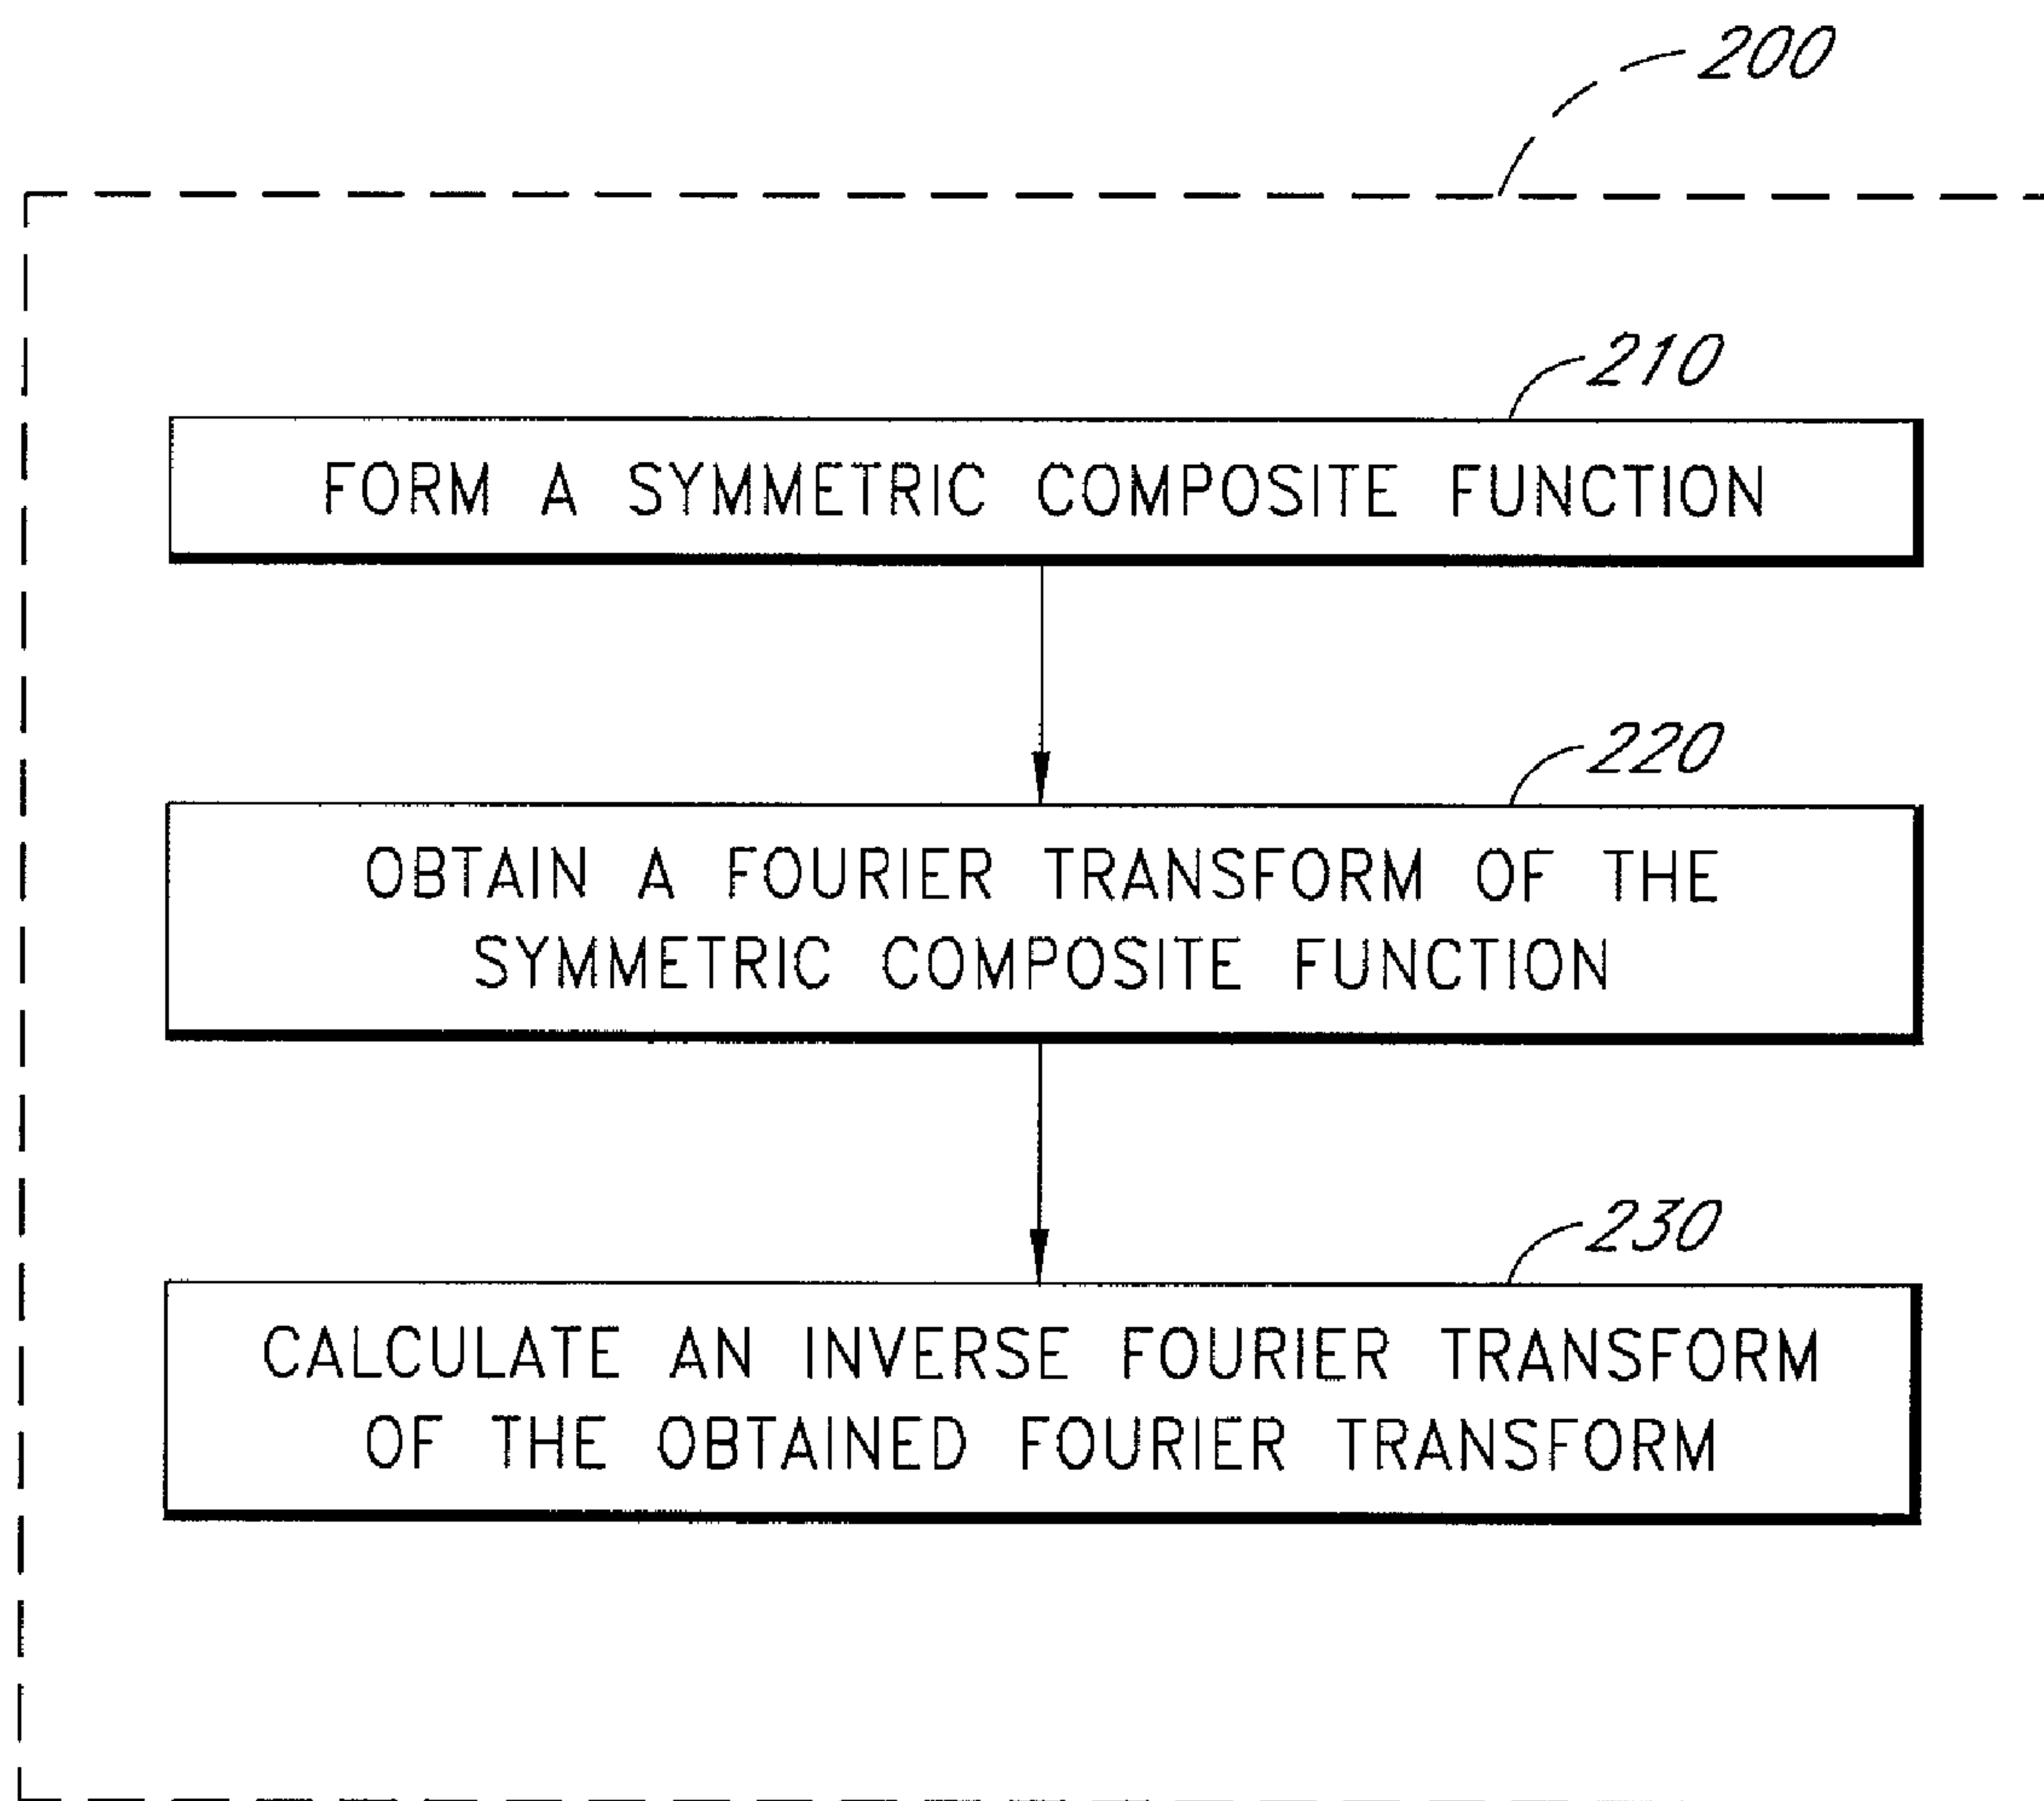 200
210
FORM A SYMMETRIC COMPOSITE FUNCTION
220
OBTAIN A FOURIER TRANSFORM OF THE
SYMMETRIC COMPOSITE FUNCTION
230
CALCULATE AN INVERSE FOURIER TRANSFORM
OF THE OBTAINED FOURIER TRANSFORM